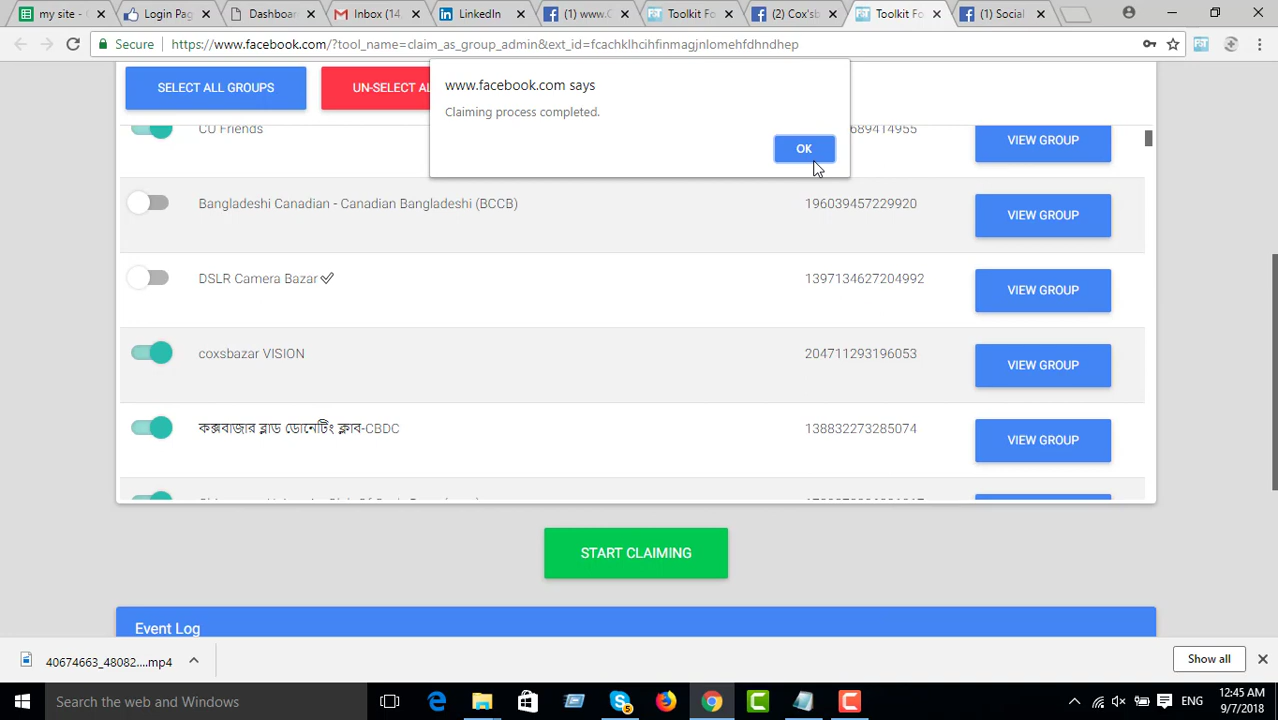 my site -
Login Pag
Dashboar
Inbox (14
LinkedIn
(1) www.C
Toolkit Fo
(2) Cox'sb
Toolkit Fo
(1) Social
Secure
https://www.facebook.com/?tool_name=claim_as_group_admin&ext_id=fcachklhcihfinmagjnlomehfdhndhep
SELECT ALL GROUPS
UN-SELECT AL
www.facebook.com says
Claiming process completed.
OK
CU Friends
689414955
VIEW GROUP
Bangladeshi Canadian - Canadian Bangladeshi (BCCB)
196039457229920
VIEW GROUP
DSLR Camera Bazar
1397134627204992
VIEW GROUP
coxsbazar VISION
204711293196053
VIEW GROUP
কক্সবাজার ব্লাড ডোনেটিং ক্লাব-CBDC
138832273285074
VIEW GROUP
START CLAIMING
Event Log
40674663_48082....mp4
Show all
Search the web and Windows
5
ENG
12:45 AM
9/7/2018